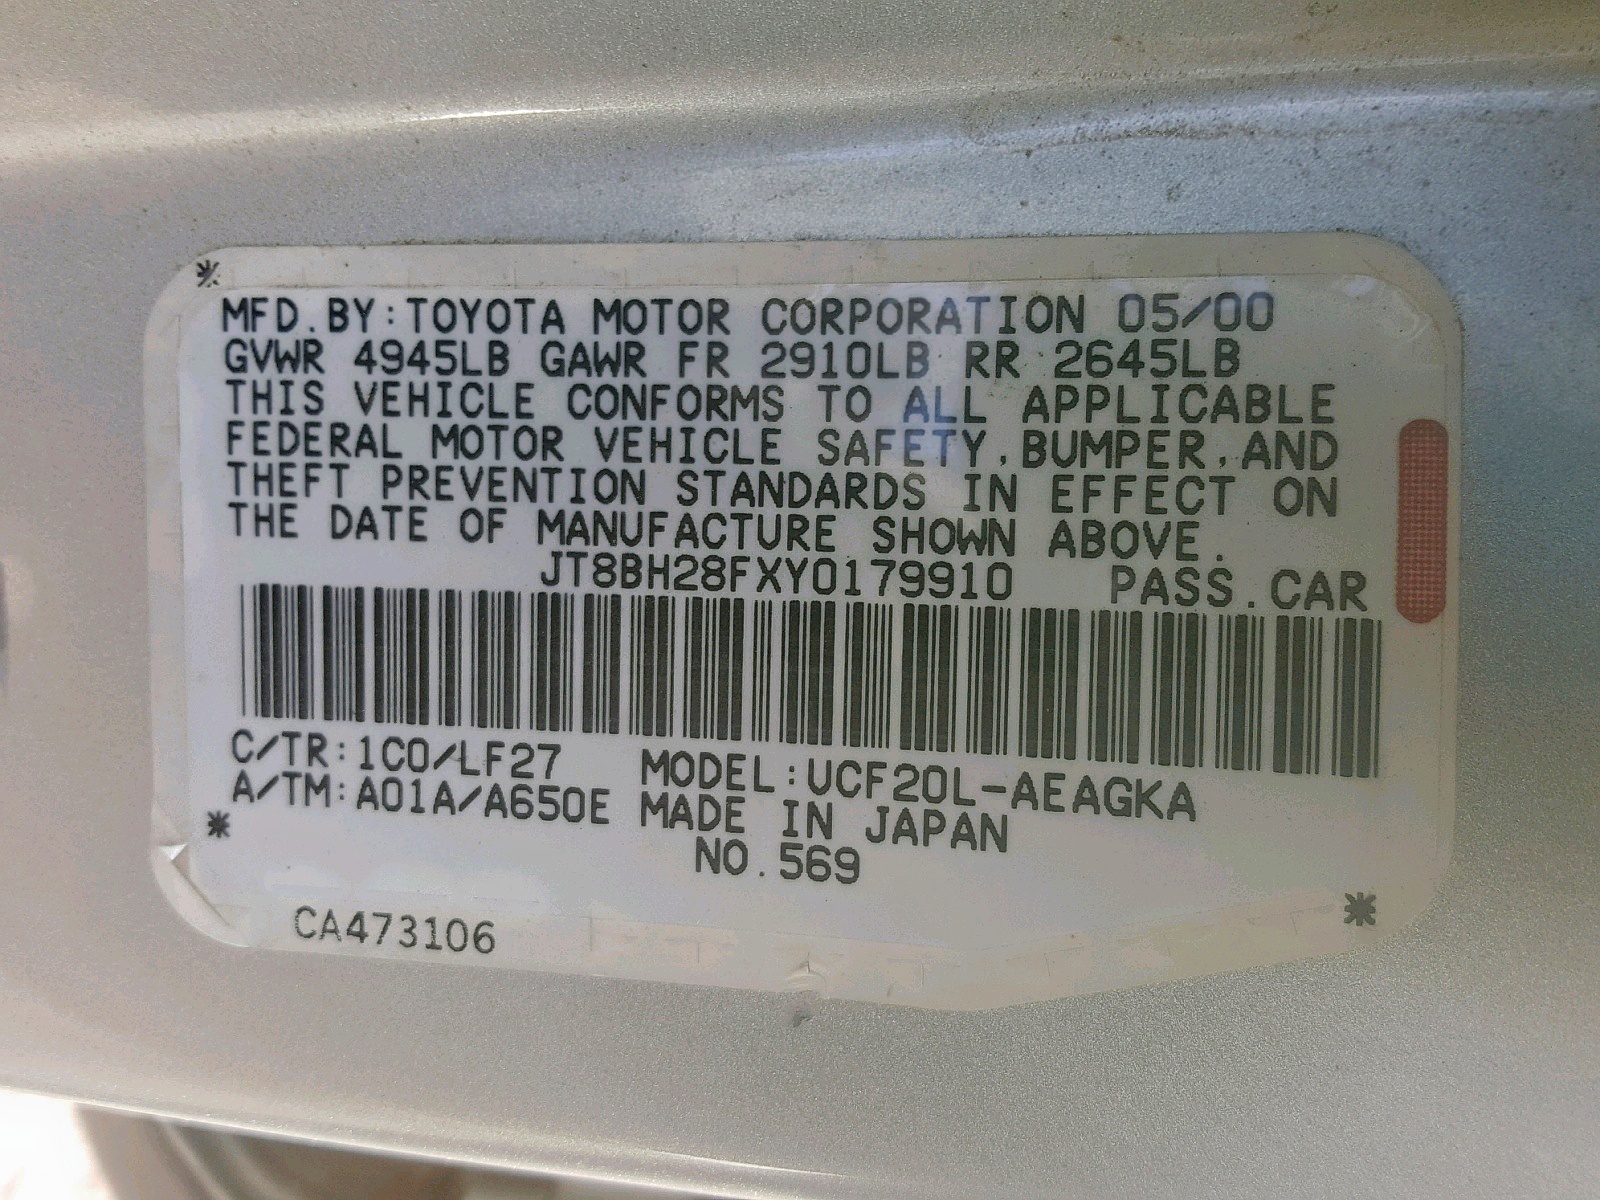 MFD.BY:TOYOTA MOTOR CORPORATION 05/00
GVWR 4945LB GAWR FR 2910LB RR 2645LB
THIS VEHICLE CONFORMS TO ALL APPLICABLE
FEDERAL MOTOR VEHICLE SAFETY,BUMPER,AND
THEFT PREVENTION STANDARDS IN EFFECT ON
THE DATE OF MANUFACTURE SHOWN ABOVE.
JT8BH28FXY0179910 PASS.CAR
C/TR:1C0/LF27 MODEL:UCF20L-AEAGKA
A/TM:A01A/A650E MADE IN JAPAN
NO.569
CA473106